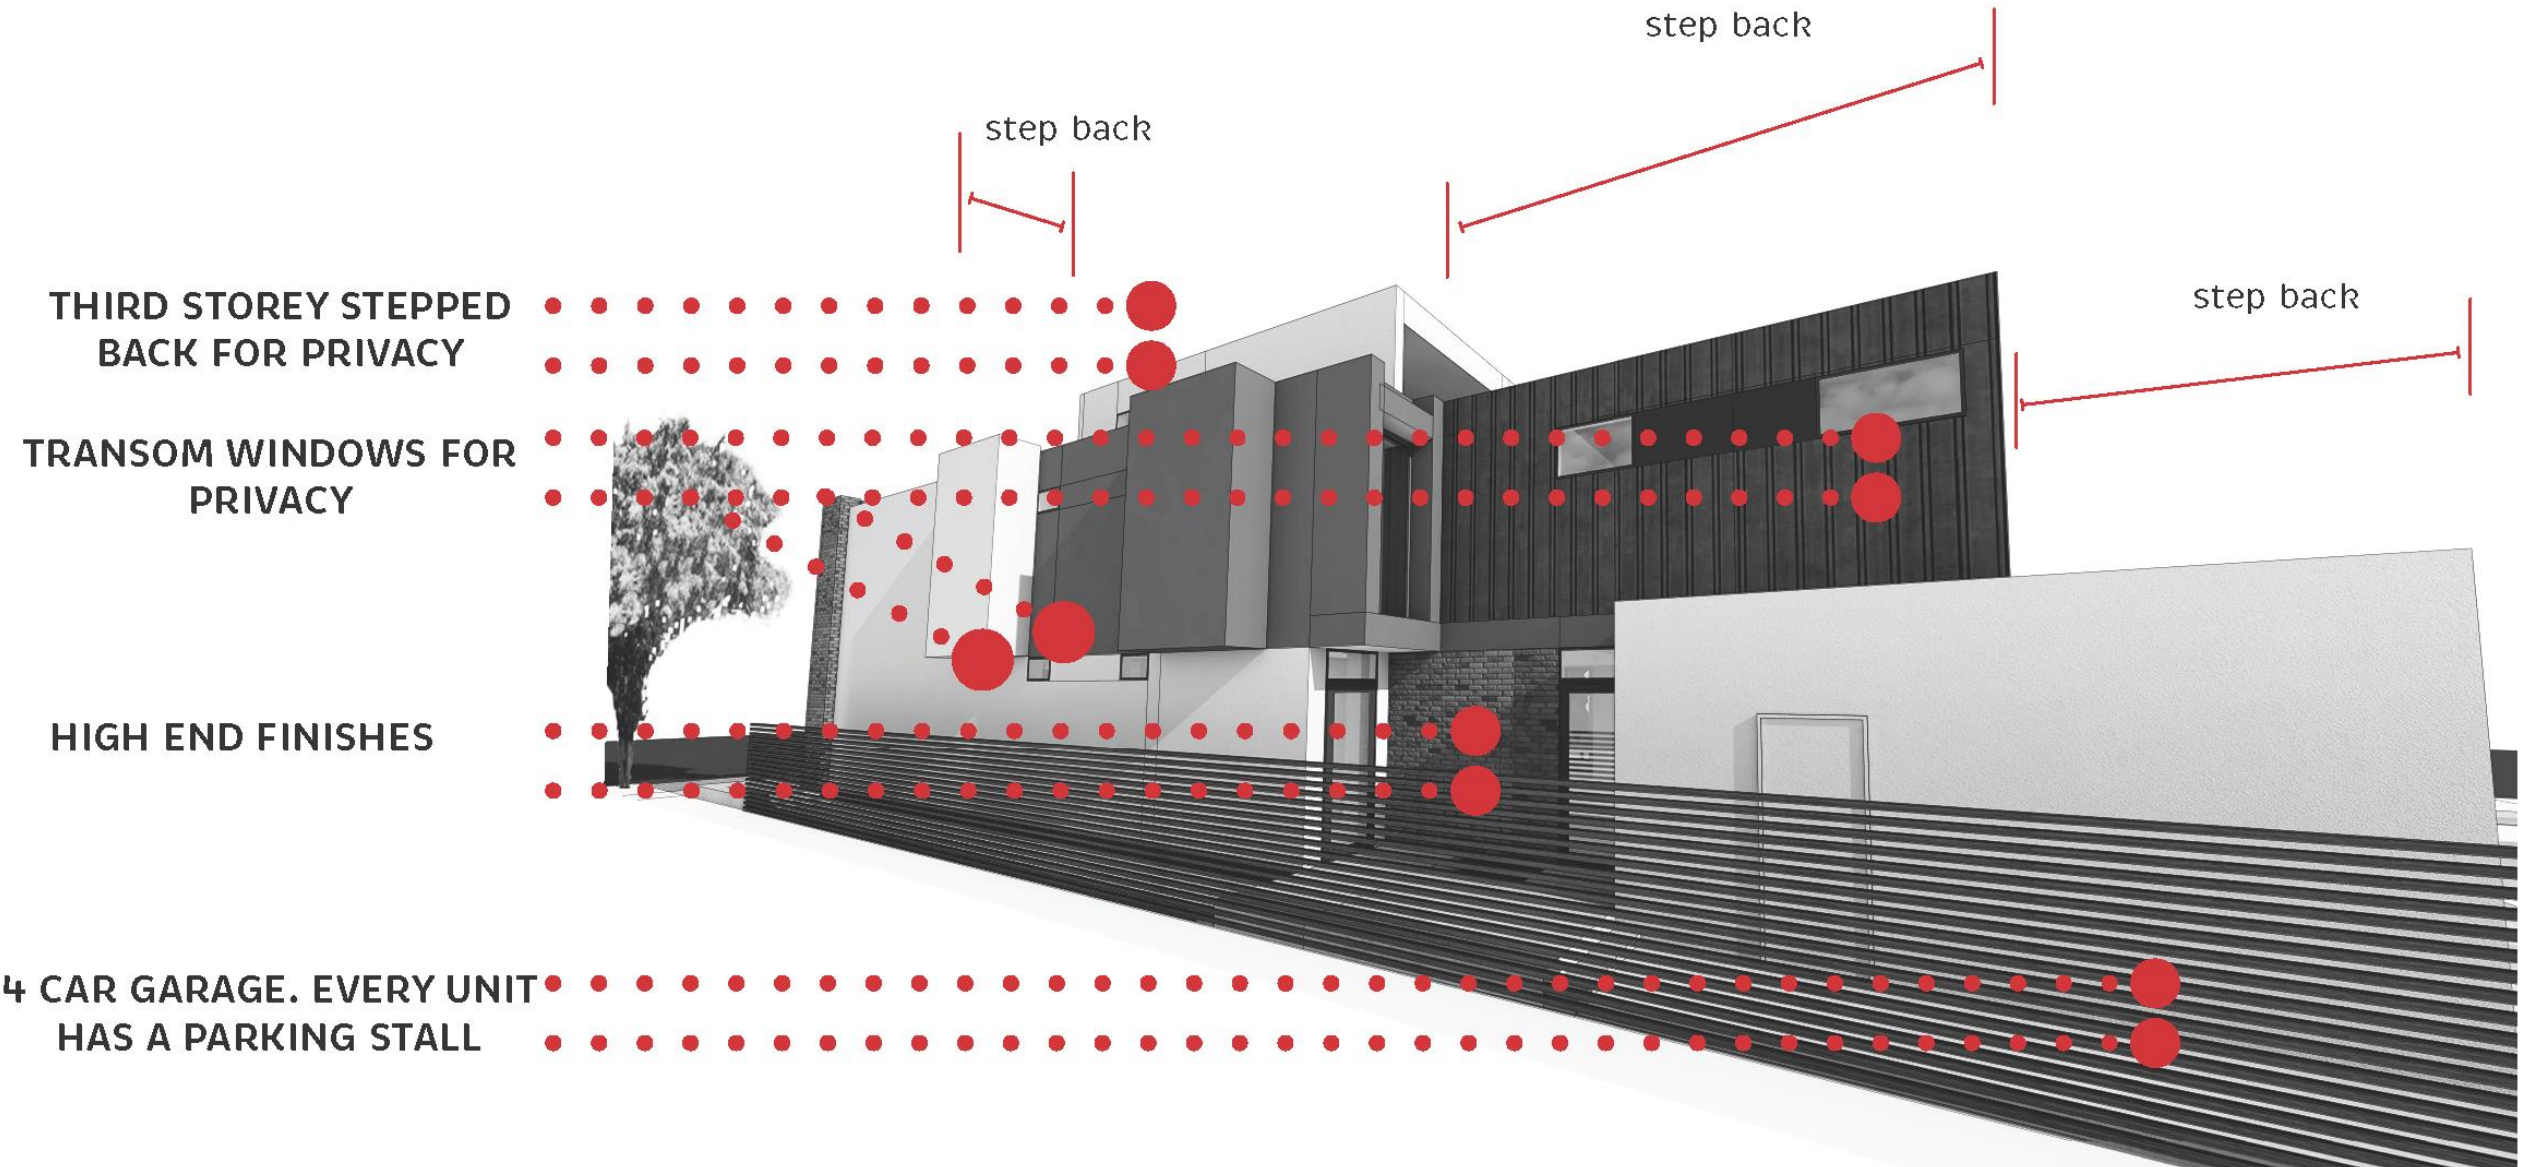 step back
step back
step back
THIRD STOREY STEPPED
BACK FOR PRIVACY
TRANSOM WINDOWS FOR
PRIVACY
HIGH END FINISHES
4 CAR GARAGE. EVERY UNIT
HAS A PARKING STALL